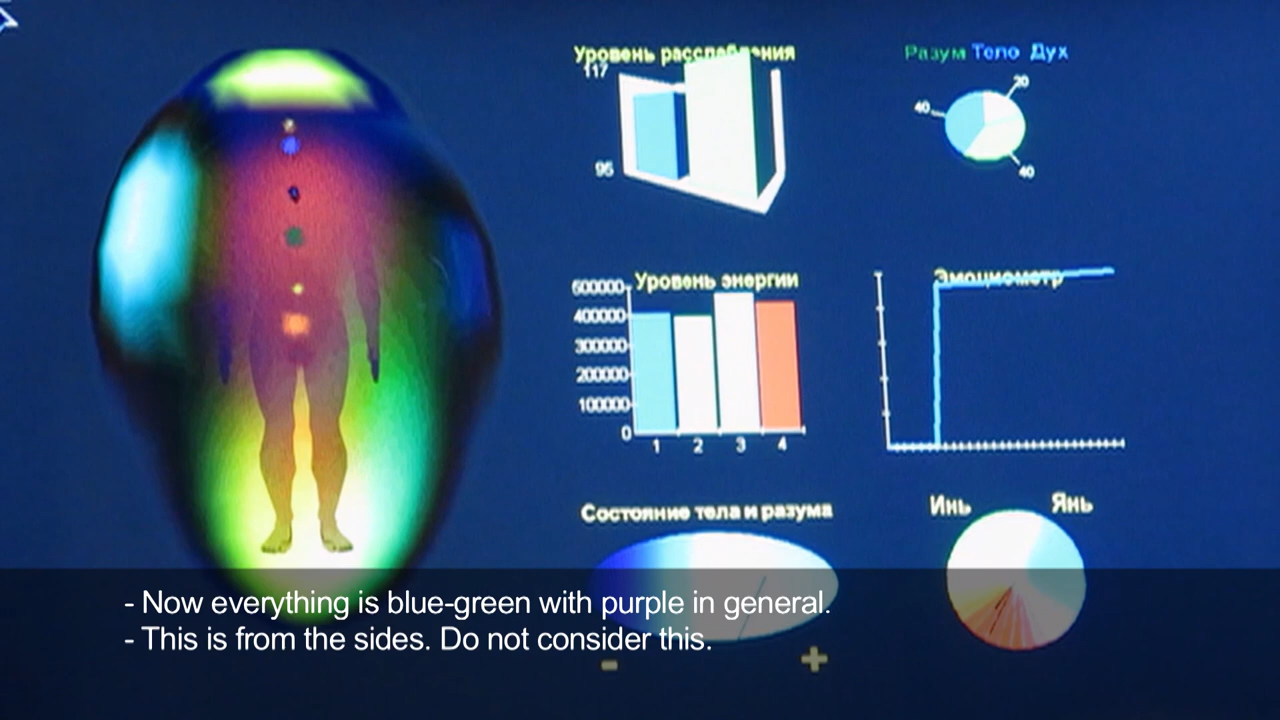 Уровень расслабления
117
95
Разум Тело Дух
20
40
40
Уровень энергии
500000
400000
300000
200000
100000
0
1 2 3 4
Эмоциометр
Состояние тела и разума
- +
Инь Янь
- Now everything is blue-green with purple in general.
- This is from the sides. Do not consider this.